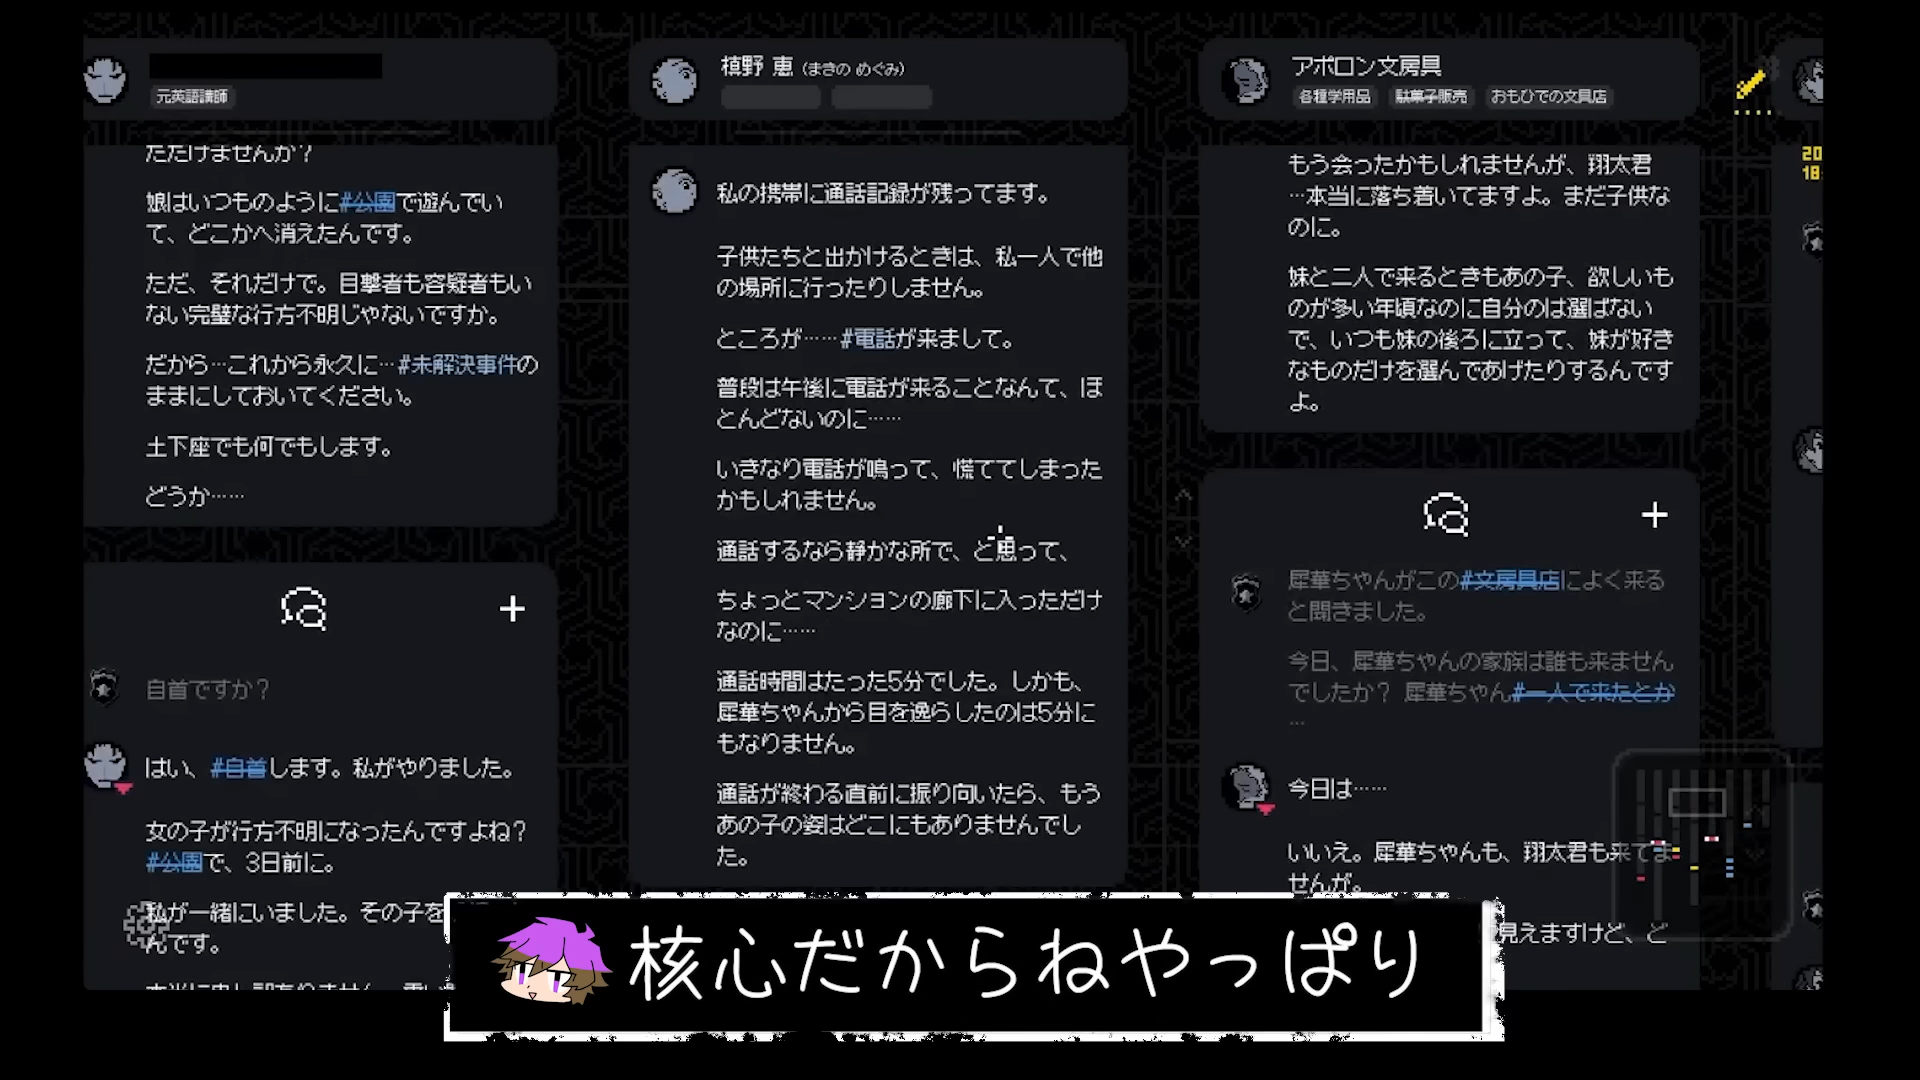 元英語講師
ただけませんか？
娘はいつものように#公園で遊んでい
て、どこかへ消えたんです。
ただ、それだけで。目撃者も容疑者もい
ない完璧な行方不明じゃないですか。
だから…これから永久に…#未解決事件の
ままにしておいてください。
土下座でも何でもします。
どうか……
自首ですか？
はい、#自首します。私がやりました。
女の子が行方不明になったんですよね？
#公園で、3日前に。
私が一緒にいました。その子を
んです。
槙野 恵（まきの めぐみ）
私の携帯に通話記録が残ってます。
子供たちと出かけるときは、私一人で他
の場所に行ったりしません。
ところが……#電話が来まして。
普段は午後に電話が来ることなんて、ほ
とんどないのに……
いきなり電話が鳴って、慌ててしまった
かもしれません。
通話するなら静かな所で、と思って、
ちょっとマンションの廊下に入っただけ
なのに……
通話時間はたった5分でした。しかも、
犀華ちゃんから目を逸らしたのは5分に
もなりません。
通話が終わる直前に振り向いたら、もう
あの子の姿はどこにもありませんでし
た。
アポロン文房具
各種学用品 駄菓子販売 おもひでの文具店
もう会ったかもしれませんが、翔太君
…本当に落ち着いてますよ。まだ子供な
のに。
妹と二人で来るときもあの子、欲しいも
のが多い年頃なのに自分のは選ばない
で、いつも妹の後ろに立って、妹が好き
なものだけを選んであげたりするんです
よ。
犀華ちゃんがこの#文房具店によく来る
と聞きました。
今日、犀華ちゃんの家族は誰も来ません
でしたか？ 犀華ちゃん#一人で来たとか
…
今日は……
いいえ。犀華ちゃんも、翔太君も来てま
せんが。
見えますけど、ど
20
18:
核心だからねやっぱり